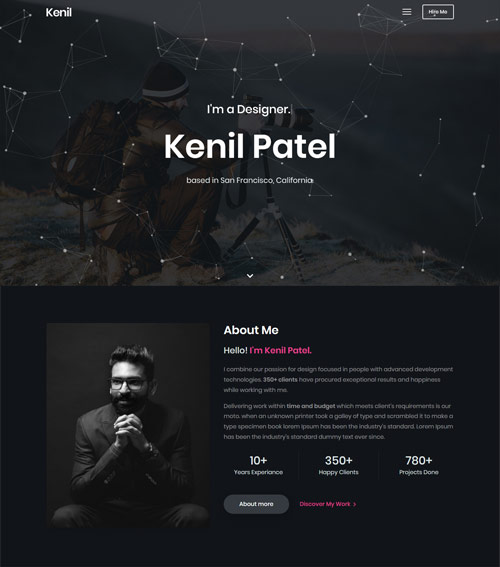 Kenil
Hire Me
I'm a Designer.
Kenil Patel
based in San Francisco, California.
About Me
Hello! I'm Kenil Patel.
I combine our passion for design focused in people with advanced development
technologies. 350+ clients have procured exceptional results and happiness
while working with me.
Delivering work within time and budget which meets client's requirements is our
moto. when an unknown printer took a galley of type and scrambled it to make a
type specimen book lorem Ipsum has been the industry's standard. Lorem Ipsum
has been the industry's standard dummy text ever since.
10+ 350+ 780+
Years Experiance Happy Clients Projects Done
About more Discover My Work